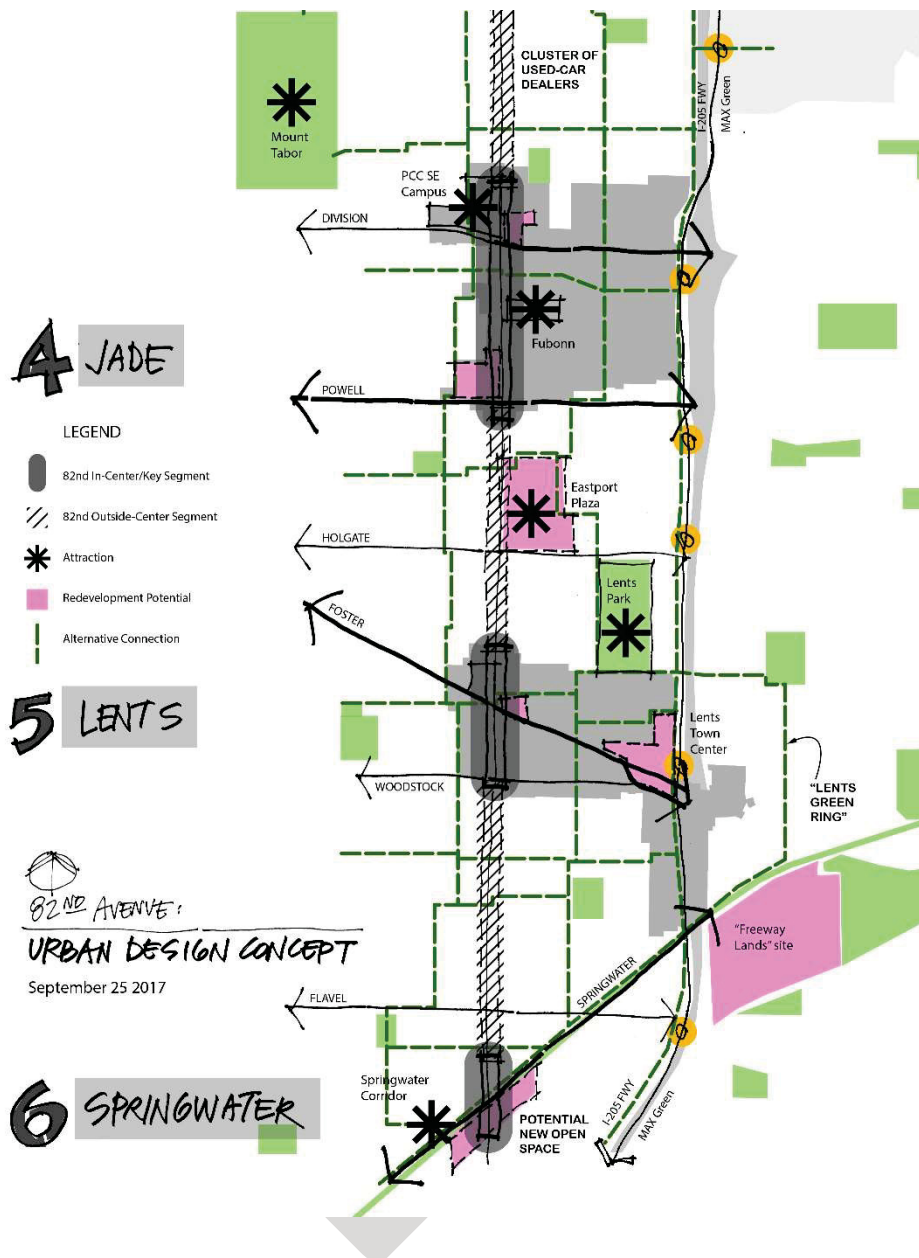 CLUSTER OF
USED-CAR
DEALERS
I-205 FWY
MAX Green
Mount
Tabor
PCC SE
Campus
DIVISION
Fubonn
4 JADE
POWELL
LEGEND
82nd In-Center/Key Segment
82nd Outside-Center Segment
Attraction
Redevelopment Potential
Alternative Connection
Eastport
Plaza
HOLGATE
Lents
Park
FOSTER
5 LENTS
Lents
Town
Center
WOODSTOCK
"LENTS
GREEN
RING"
82ND AVENUE:
URBAN DESIGN CONCEPT
September 25 2017
"Freeway
Lands" site
SPRINGWATER
FLAVEL
6 SPRINGWATER
Springwater
Corridor
POTENTIAL
NEW OPEN
SPACE
I-205 FWY
MAX Green